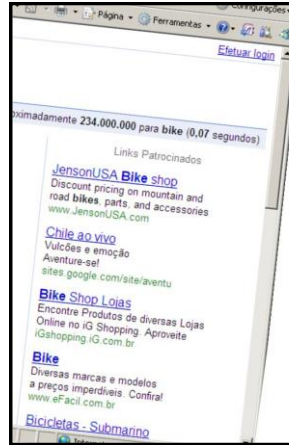 Página
Ferramentas
Configurações
Efetuar login
oximadamente 234.000.000 para bike (0,07 segundos)
Links Patrocinados
JensonUSA Bike shop
Discount pricing on mountain and
road bikes, parts, and accessories
www.JensonUSA.com
Chile ao vivo
Vulcões e emoção
Aventure-se!
sites.google.com/site/aventu
Bike Shop Lojas
Encontre Produtos de diversas Lojas
Online no iG Shopping. Aproveite
iGshopping.iG.com.br
Bike
Diversas marcas e modelos
a preços imperdíveis. Confira!
www.eFacil.com.br
Bicicletas - Submarino